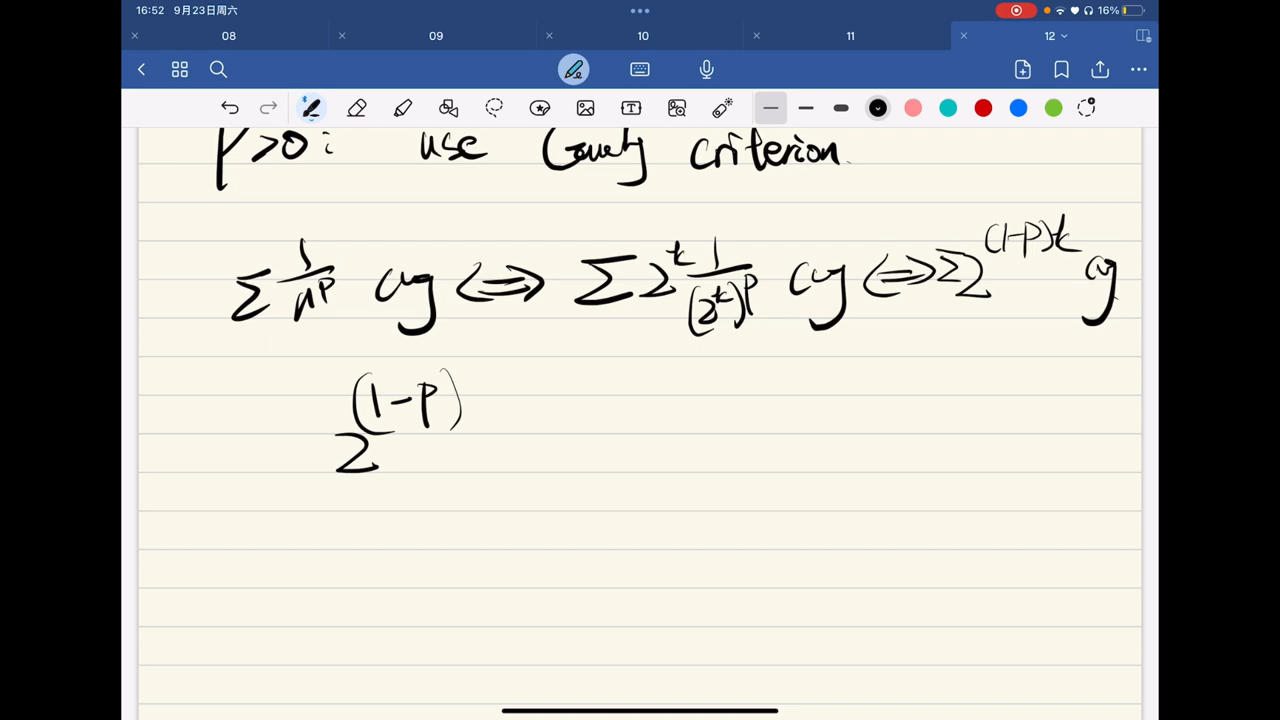 16:52 9月23日周六 16%
08 09 10 11 12
p>0: use Cauchy criterion.
∑ 1/n^p cvg ⟺ ∑ 2^k 1/(2^k)^p cvg ⟺ ∑ 2^{(1-p)k} cvg
2^{(1-p)}